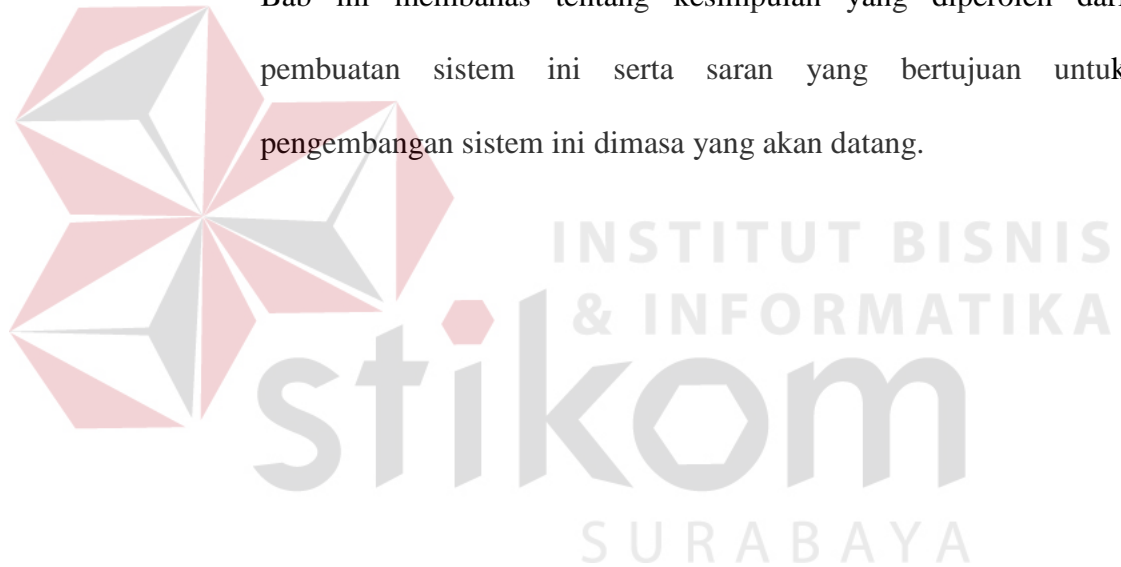 Bab ini membahas tentang kesimpulan yang diperoleh dari
pembuatan sistem ini serta saran yang bertujuan untuk
pengembangan sistem ini dimasa yang akan datang.
INSTITUT BISNIS
& INFORMATIKA
stikom
SURABAYA